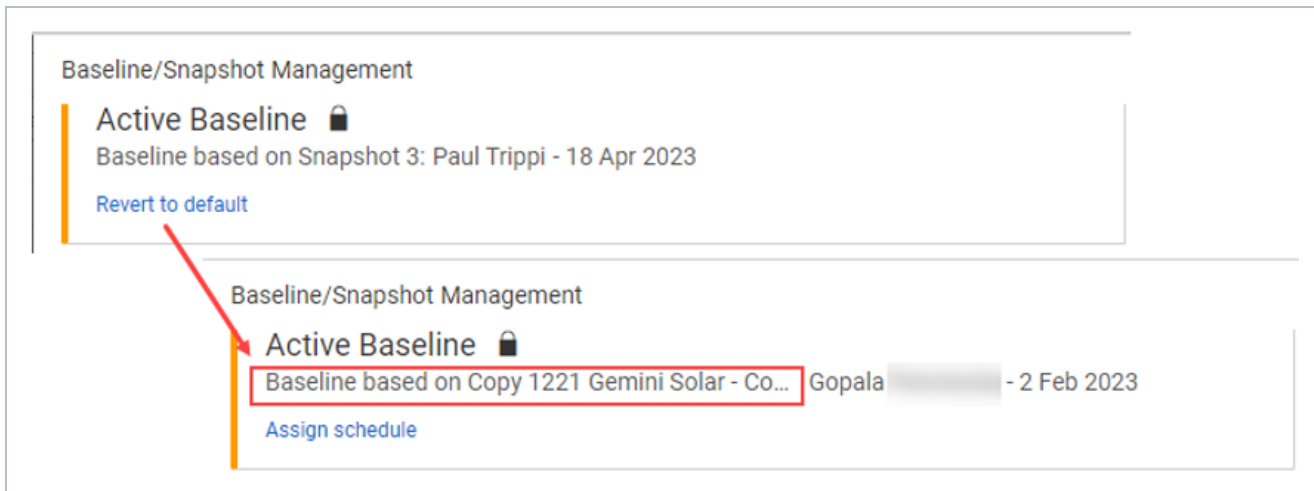 Baseline/Snapshot Management
Active Baseline
Baseline based on Snapshot 3: Paul Trippi - 18 Apr 2023
Revert to default
Baseline/Snapshot Management
Active Baseline
Baseline based on Copy 1221 Gemini Solar - Co... Gopala - 2 Feb 2023
Assign schedule